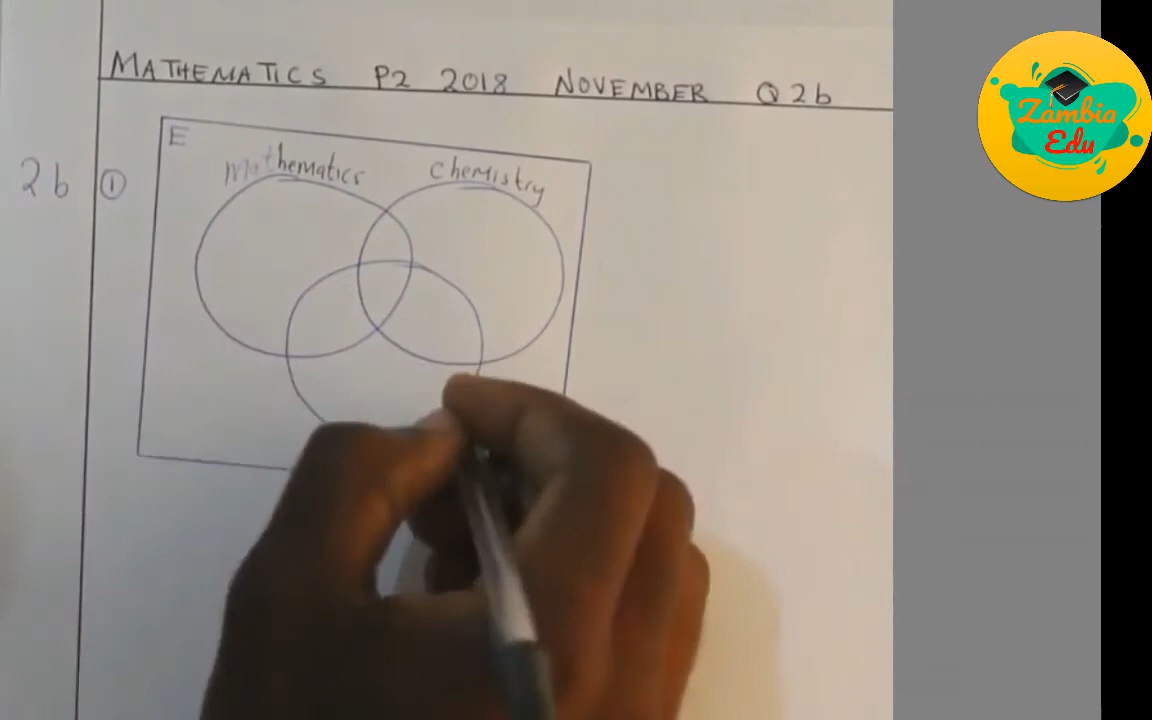 MATHEMATICS P2 2018 NOVEMBER Q2b
Zambia
Edu
E
mathematics chemistry
2b ①